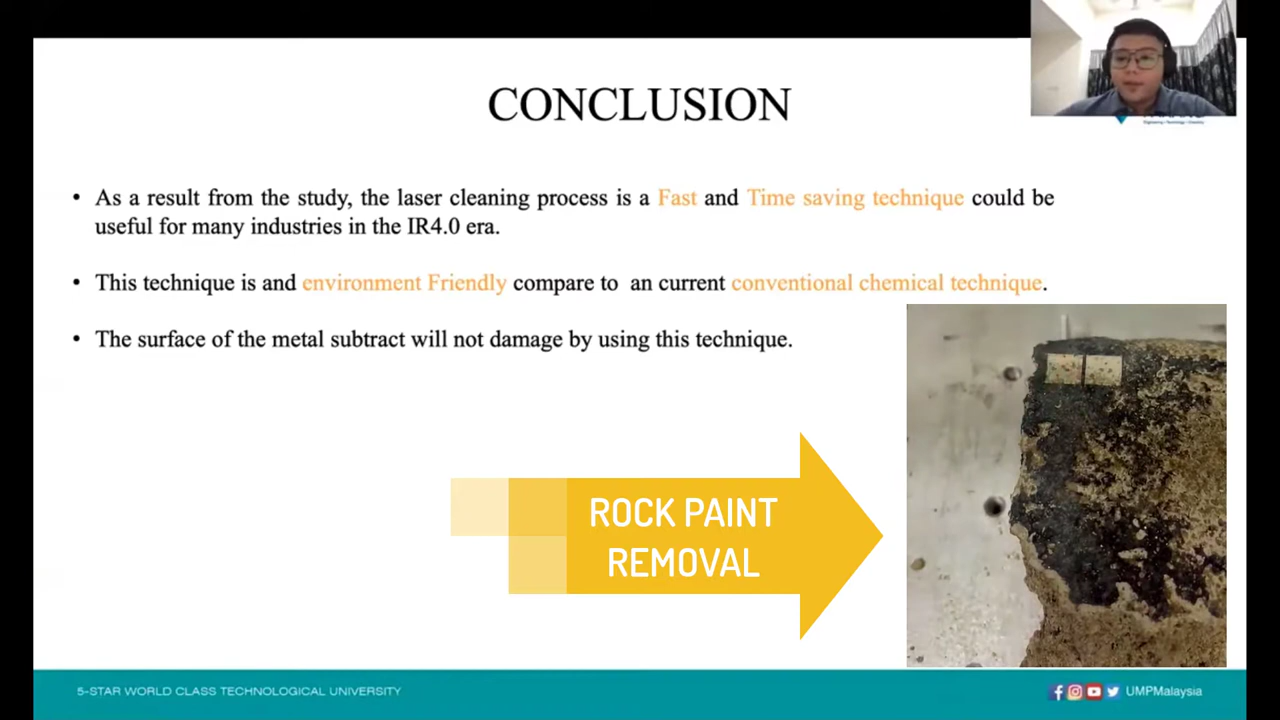 CONCLUSION
• As a result from the study, the laser cleaning process is a Fast and Time saving technique could be
useful for many industries in the IR4.0 era.
• This technique is and environment Friendly compare to an current conventional chemical technique.
• The surface of the metal subtract will not damage by using this technique.
ROCK PAINT
REMOVAL
5-STAR WORLD CLASS TECHNOLOGICAL UNIVERSITY
UMPMalaysia